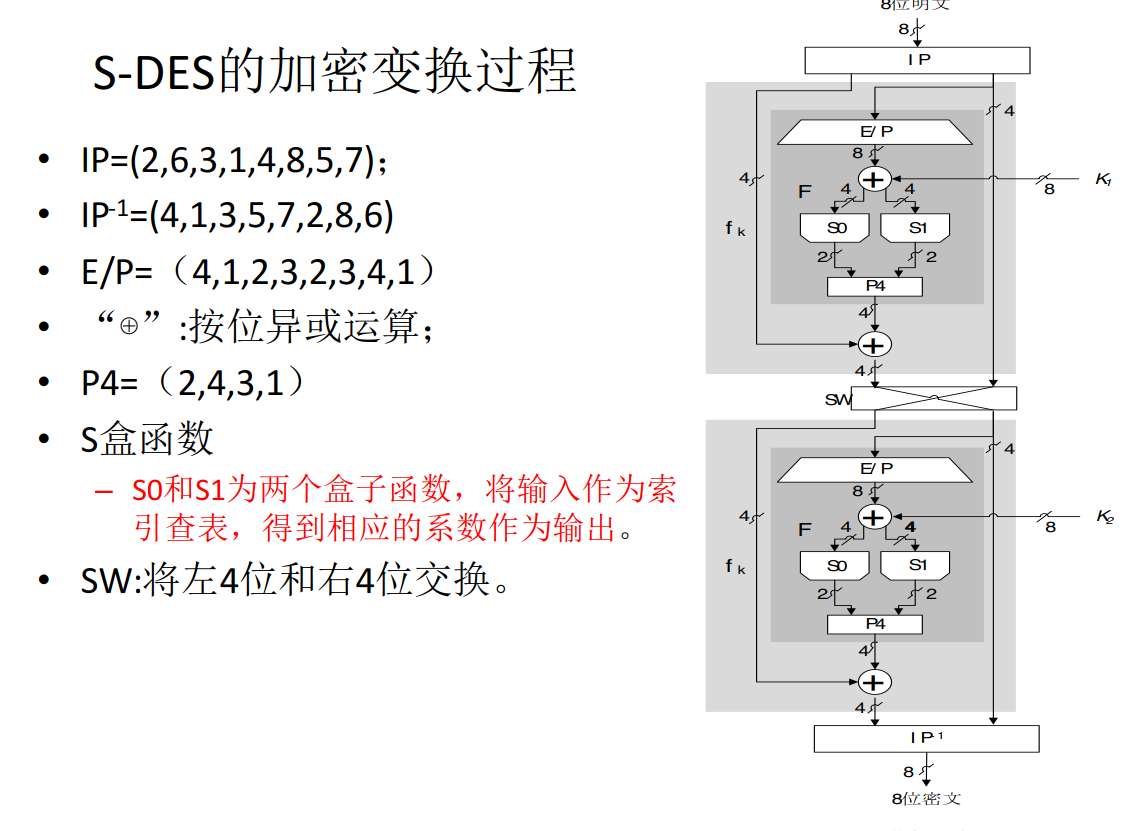 S-DES的加密变换过程
• IP=(2,6,3,1,4,8,5,7)；
• IP-1=(4,1,3,5,7,2,8,6)
• E/P=（4,1,2,3,2,3,4,1）
• “⊕”:按位异或运算；
• P4=（2,4,3,1）
• S盒函数
– S0和S1为两个盒子函数，将输入作为索
引查表，得到相应的系数作为输出。
• SW:将左4位和右4位交换。
8位明文
8
IP
4
E/P
8
4
+
8
K1
F
4
4
fk
S0
S1
2
2
P4
4
+
4
SW
4
E/P
8
4
+
8
K2
F
4
4
fk
S0
S1
2
2
P4
4
+
4
IP-1
8
8位密文